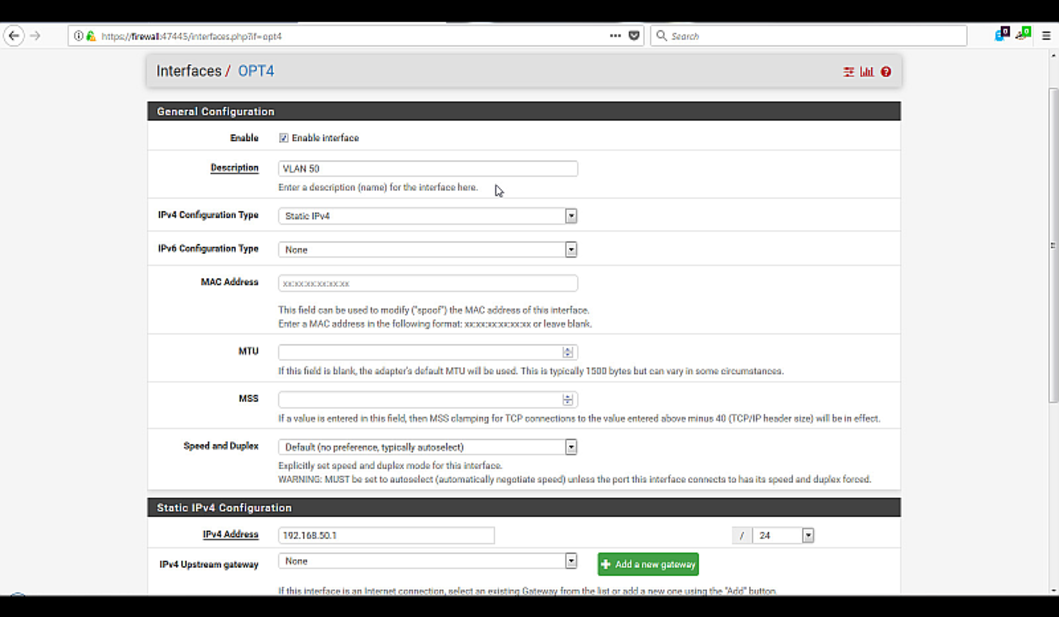 https://firewall:47445/interfaces.php?if=opt4
Search
Interfaces / OPT4
General Configuration
Enable Enable interface
Description VLAN 50
Enter a description (name) for the interface here.
IPv4 Configuration Type Static IPv4
IPv6 Configuration Type None
MAC Address xx:xx:xx:xx:xx:xx
This field can be used to modify ("spoof") the MAC address of this interface.
Enter a MAC address in the following format: xx:xx:xx:xx:xx:xx or leave blank.
MTU
If this field is blank, the adapter's default MTU will be used. This is typically 1500 bytes but can vary in some circumstances.
MSS
If a value is entered in this field, then MSS clamping for TCP connections to the value entered above minus 40 (TCP/IP header size) will be in effect.
Speed and Duplex Default (no preference, typically autoselect)
Explicitly set speed and duplex mode for this interface.
WARNING: MUST be set to autoselect (automatically negotiate speed) unless the port this interface connects to has its speed and duplex forced.
Static IPv4 Configuration
IPv4 Address 192.168.50.1 / 24
IPv4 Upstream gateway None Add a new gateway
If this interface is an Internet connection, select an existing Gateway from the list or add a new one using the "Add" button.